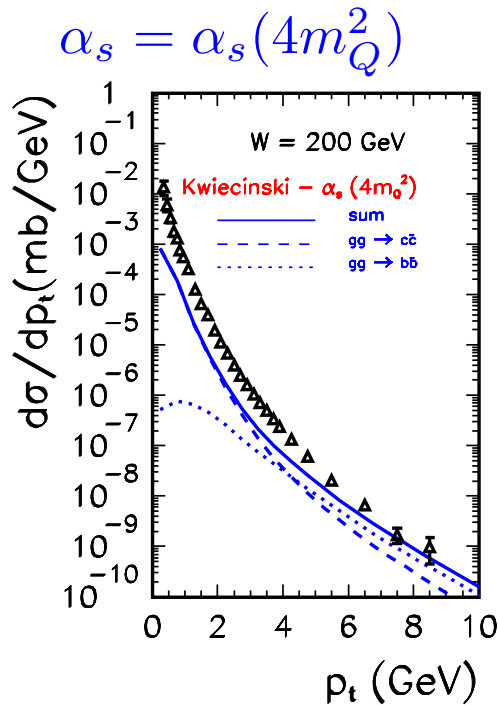 αₛ = αₛ(4m_Q²)
dσ/dpₜ(mb/GeV)
1
10⁻¹
10⁻²
10⁻³
10⁻⁴
10⁻⁵
10⁻⁶
10⁻⁷
10⁻⁸
10⁻⁹
10⁻¹⁰
W = 200 GeV
Kwiecinski – αₛ (4m_Q²)
sum
gg → cc̄
gg → bb̄
0 2 4 6 8 10
pₜ (GeV)